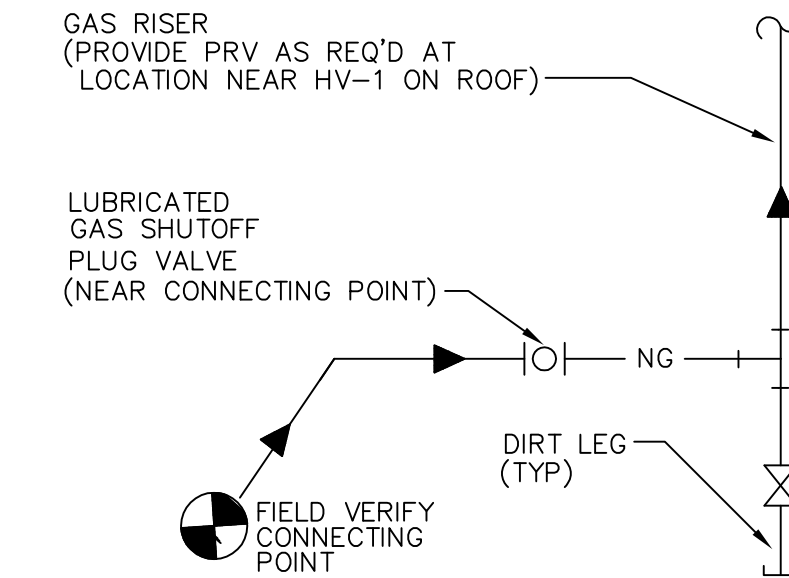 GAS RISER
(PROVIDE PRV AS REQ'D AT
LOCATION NEAR HV-1 ON ROOF)
LUBRICATED
GAS SHUTOFF
PLUG VALVE
(NEAR CONNECTING POINT)
NG
DIRT LEG
(TYP)
FIELD VERIFY
CONNECTING
POINT